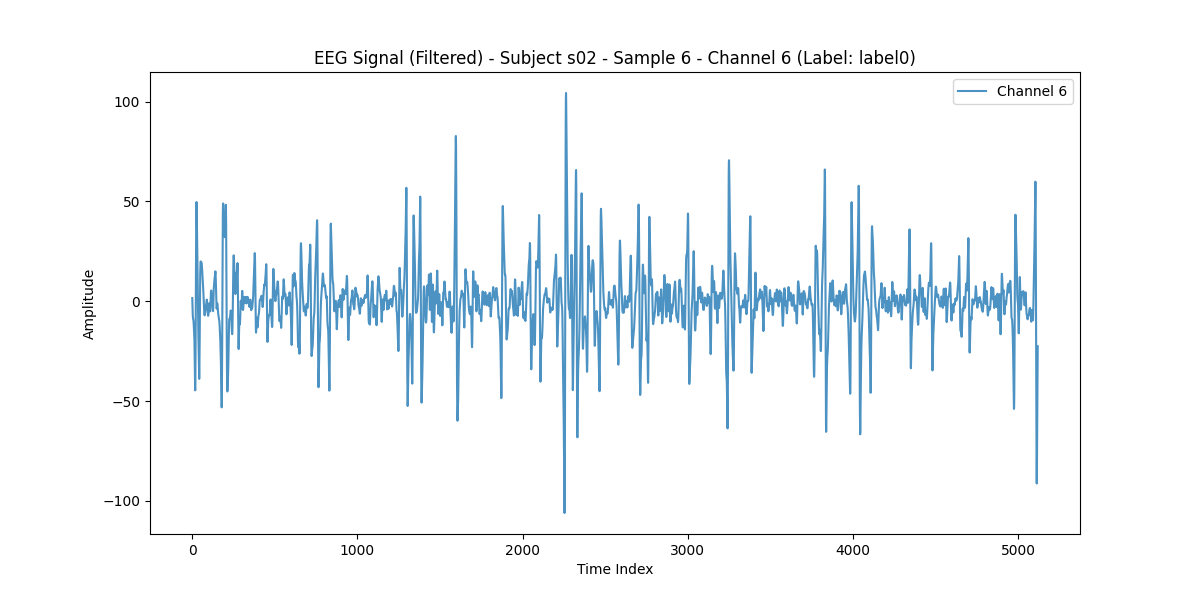 EEG Signal (Filtered) - Subject s02 - Sample 6 - Channel 6 (Label: label0)
Channel 6
100
50
0
−50
−100
Amplitude
0 1000 2000 3000 4000 5000
Time Index